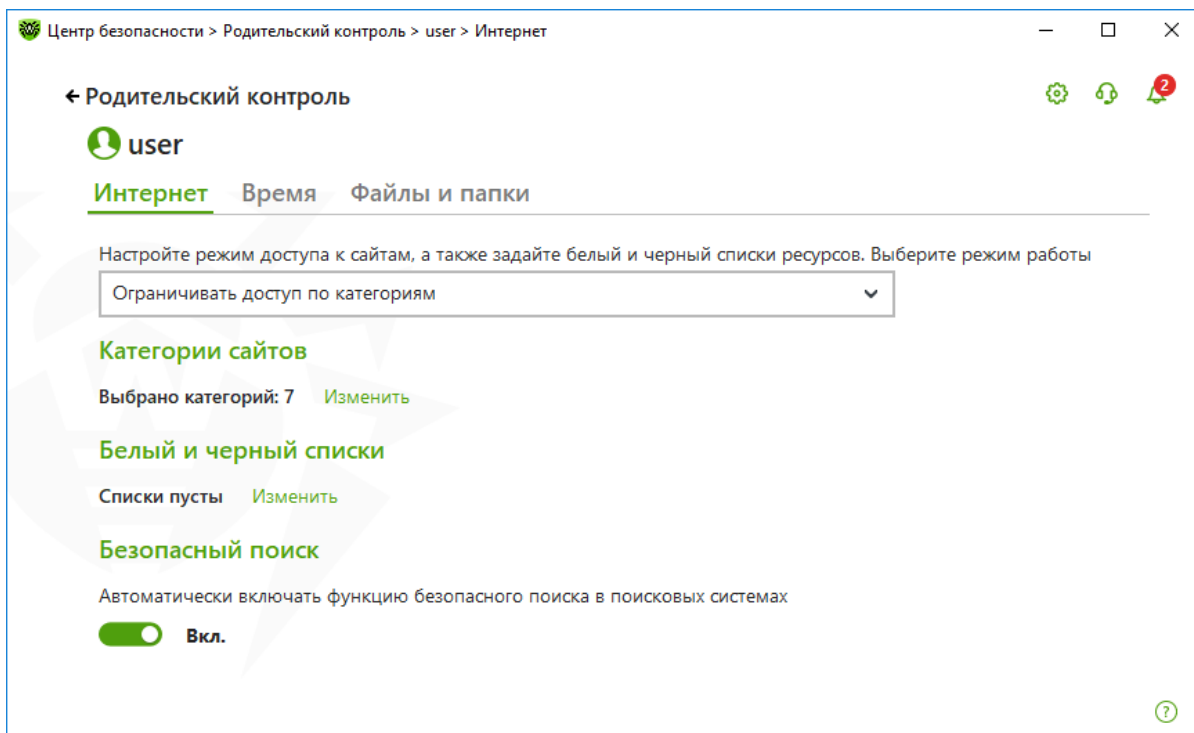 Центр безопасности > Родительский контроль > user > Интернет
Родительский контроль
2
user
Интернет Время Файлы и папки
Настройте режим доступа к сайтам, а также задайте белый и черный списки ресурсов. Выберите режим работы
Ограничивать доступ по категориям
Категории сайтов
Выбрано категорий: 7 Изменить
Белый и черный списки
Списки пусты Изменить
Безопасный поиск
Автоматически включать функцию безопасного поиска в поисковых системах
Вкл.
?